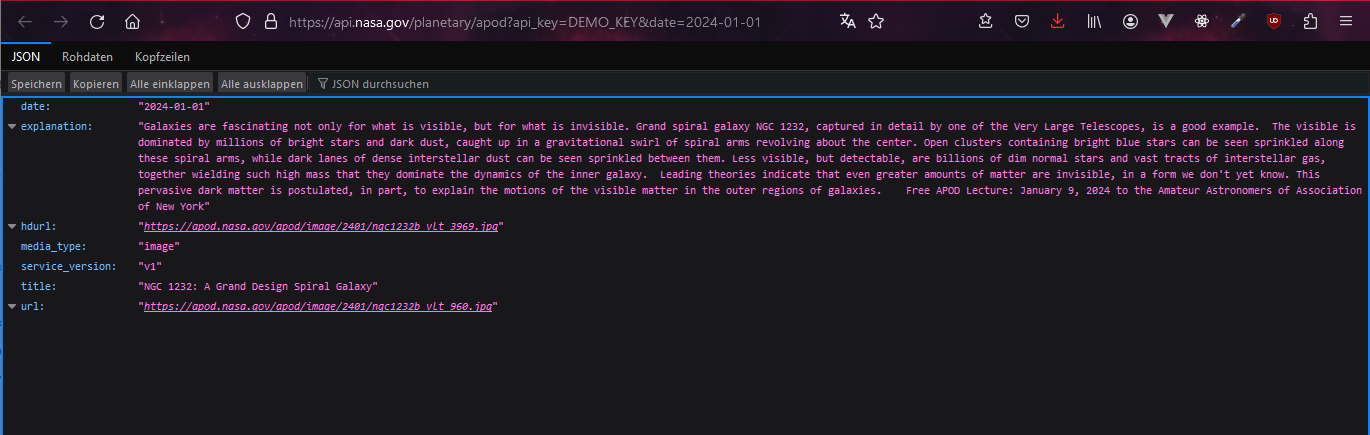 https://api.nasa.gov/planetary/apod?api_key=DEMO_KEY&date=2024-01-01
JSON Rohdaten Kopfzeilen
Speichern Kopieren Alle einklappen Alle ausklappen JSON durchsuchen
date: "2024-01-01"
explanation: "Galaxies are fascinating not only for what is visible, but for what is invisible. Grand spiral galaxy NGC 1232, captured in detail by one of the Very Large Telescopes, is a good example.  The visible is
dominated by millions of bright stars and dark dust, caught up in a gravitational swirl of spiral arms revolving about the center. Open clusters containing bright blue stars can be seen sprinkled along
these spiral arms, while dark lanes of dense interstellar dust can be seen sprinkled between them. Less visible, but detectable, are billions of dim normal stars and vast tracts of interstellar gas,
together wielding such high mass that they dominate the dynamics of the inner galaxy.  Leading theories indicate that even greater amounts of matter are invisible, in a form we don't yet know. This
pervasive dark matter is postulated, in part, to explain the motions of the visible matter in the outer regions of galaxies.    Free APOD Lecture: January 9, 2024 to the Amateur Astronomers of Association
of New York"
hdurl: "https://apod.nasa.gov/apod/image/2401/ngc1232b_vlt_3969.jpg"
media_type: "image"
service_version: "v1"
title: "NGC 1232: A Grand Design Spiral Galaxy"
url: "https://apod.nasa.gov/apod/image/2401/ngc1232b_vlt_960.jpg"